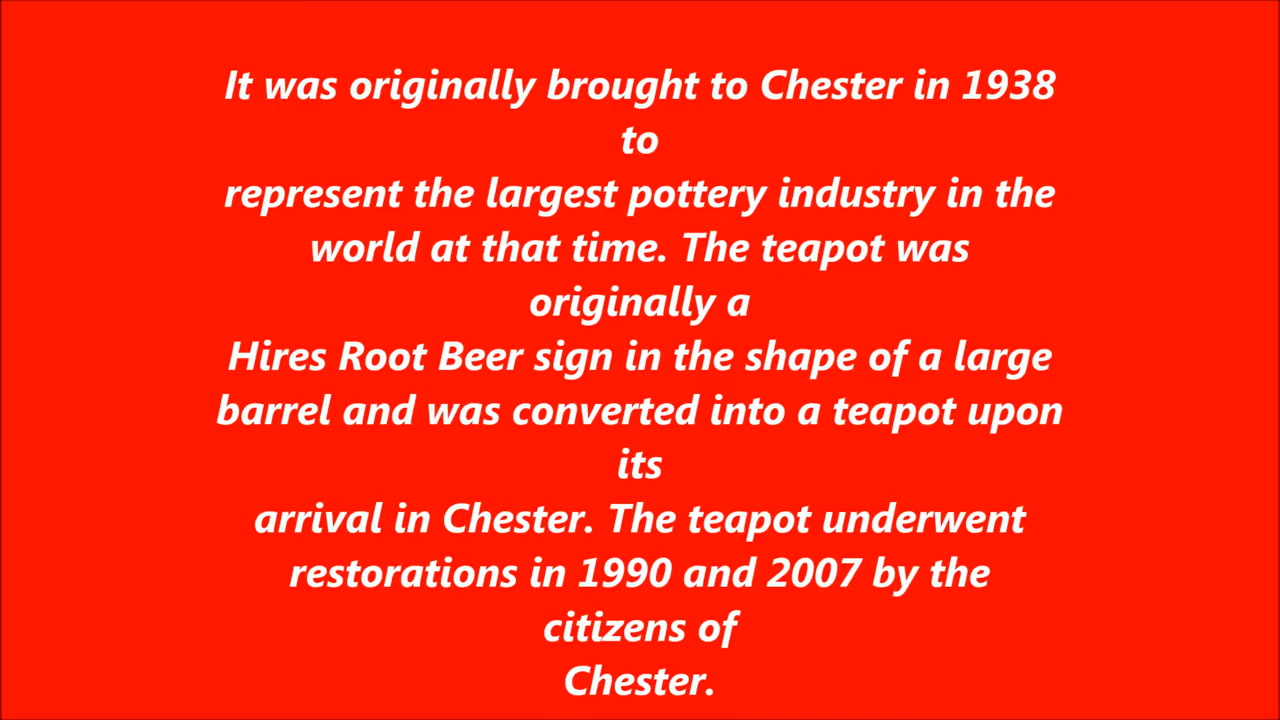 It was originally brought to Chester in 1938
to
represent the largest pottery industry in the
world at that time. The teapot was
originally a
Hires Root Beer sign in the shape of a large
barrel and was converted into a teapot upon
its
arrival in Chester. The teapot underwent
restorations in 1990 and 2007 by the
citizens of
Chester.